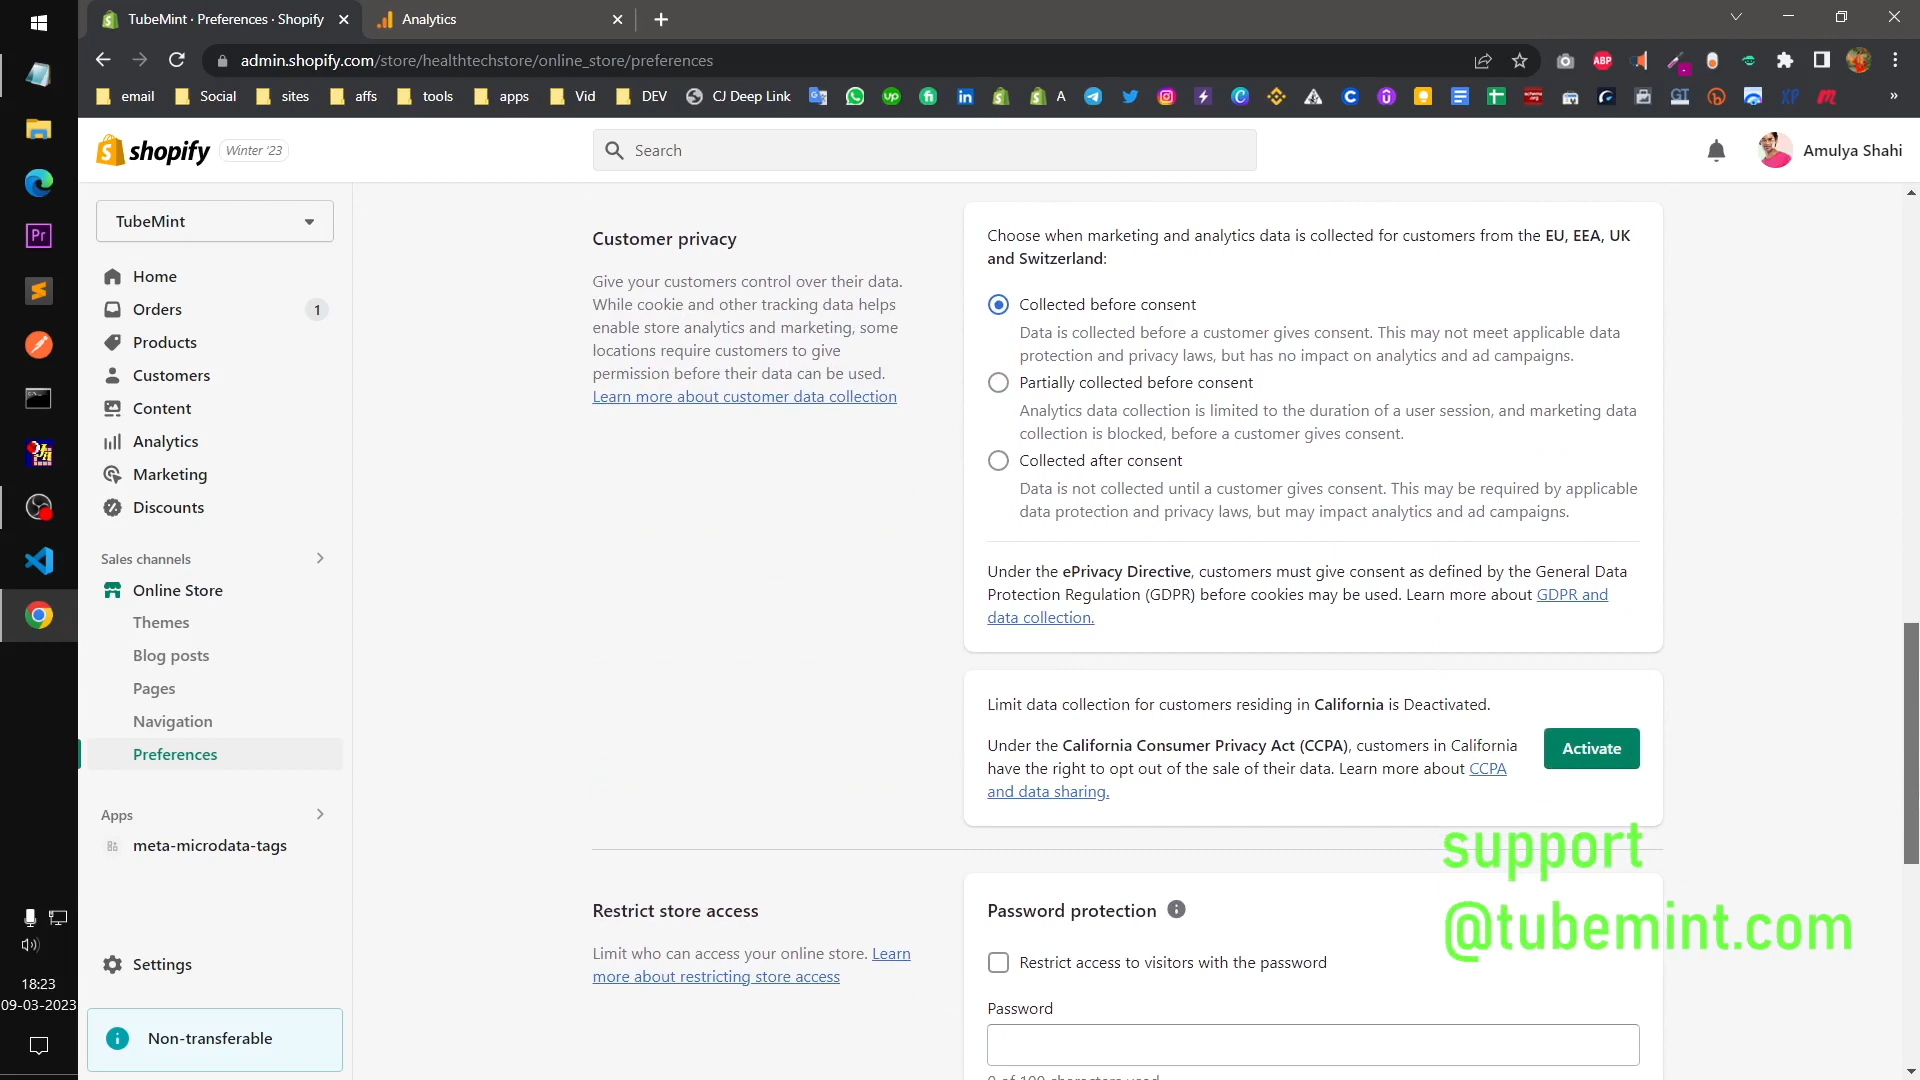 TubeMint · Preferences · Shopify
Analytics
admin.shopify.com/store/healthtechstore/online_store/preferences
ABP
email
Social
sites
affs
tools
apps
Vid
DEV
CJ Deep Link
A
shopify
Winter '23
Search
Amulya Shahi
TubeMint
Home
Orders
1
Products
Customers
Content
Analytics
Marketing
Discounts
Sales channels
Online Store
Themes
Blog posts
Pages
Navigation
Preferences
Apps
meta-microdata-tags
Settings
Non-transferable
Pr
18:23
09-03-2023
Customer privacy
Give your customers control over their data.
While cookie and other tracking data helps
enable store analytics and marketing, some
locations require customers to give
permission before their data can be used.
Learn more about customer data collection
Choose when marketing and analytics data is collected for customers from the EU, EEA, UK
and Switzerland:
Collected before consent
Data is collected before a customer gives consent. This may not meet applicable data
protection and privacy laws, but has no impact on analytics and ad campaigns.
Partially collected before consent
Analytics data collection is limited to the duration of a user session, and marketing data
collection is blocked, before a customer gives consent.
Collected after consent
Data is not collected until a customer gives consent. This may be required by applicable
data protection and privacy laws, but may impact analytics and ad campaigns.
Under the ePrivacy Directive, customers must give consent as defined by the General Data
Protection Regulation (GDPR) before cookies may be used. Learn more about GDPR and
data collection.
Limit data collection for customers residing in California is Deactivated.
Under the California Consumer Privacy Act (CCPA), customers in California
have the right to opt out of the sale of their data. Learn more about CCPA
and data sharing.
Activate
support
@tubemint.com
Restrict store access
Limit who can access your online store. Learn
more about restricting store access
Password protection
Restrict access to visitors with the password
Password
0 of 100 characters used